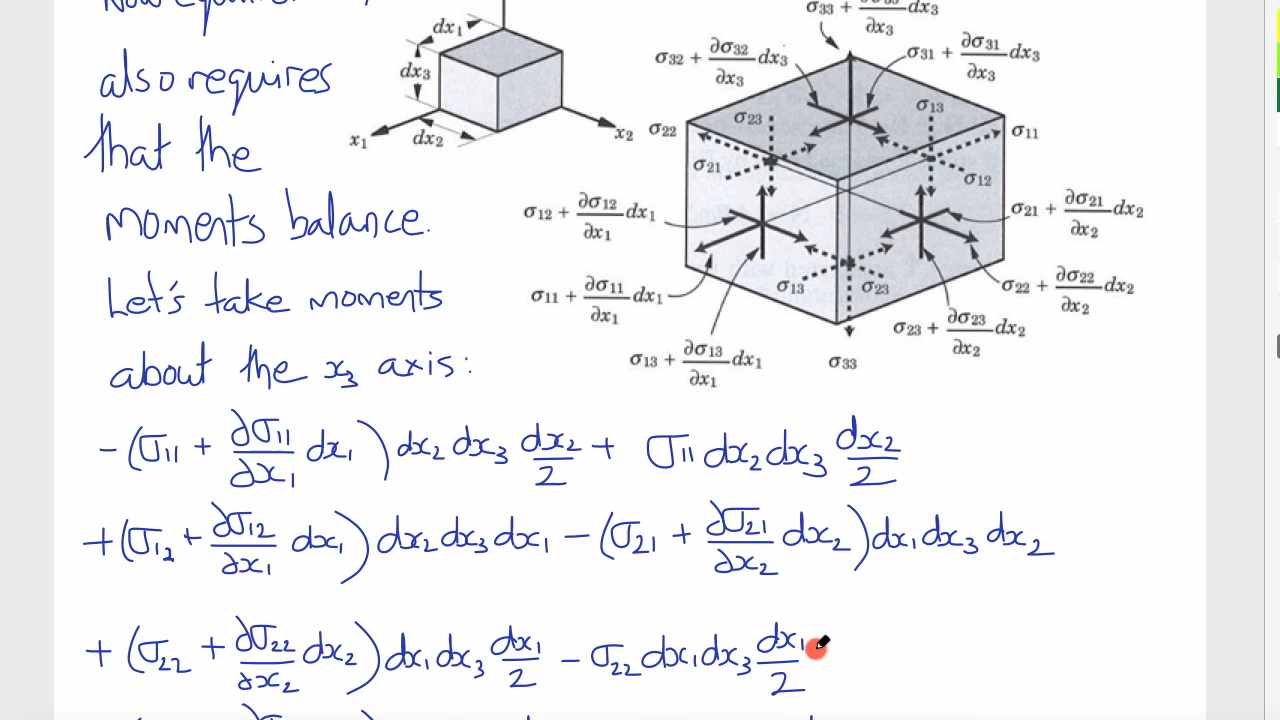 also requires
that the
moments balance.
Let's take moments
about the x₃ axis:
dx₁
dx₃
dx₂
x₁
x₂
σ₃₃ + ∂σ₃₃/∂x₃ dx₃
σ₃₂ + ∂σ₃₂/∂x₃ dx₃
σ₃₁ + ∂σ₃₁/∂x₃ dx₃
σ₂₃
σ₁₃
σ₂₂
σ₁₁
σ₂₁
σ₁₂
σ₁₂ + ∂σ₁₂/∂x₁ dx₁
σ₂₁ + ∂σ₂₁/∂x₂ dx₂
σ₁₁ + ∂σ₁₁/∂x₁ dx₁
σ₁₃
σ₂₃
σ₂₂ + ∂σ₂₂/∂x₂ dx₂
σ₂₃ + ∂σ₂₃/∂x₂ dx₂
σ₁₃ + ∂σ₁₃/∂x₁ dx₁
σ₃₃
- (σ₁₁ + ∂σ₁₁/∂x₁ dx₁) dx₂ dx₃ dx₂/2 + σ₁₁ dx₂ dx₃ dx₂/2
+ (σ₁₂ + ∂σ₁₂/∂x₁ dx₁) dx₂ dx₃ dx₁ - (σ₂₁ + ∂σ₂₁/∂x₂ dx₂) dx₁ dx₃ dx₂
+ (σ₂₂ + ∂σ₂₂/∂x₂ dx₂) dx₁ dx₃ dx₁/2 - σ₂₂ dx₁ dx₃ dx₁/2